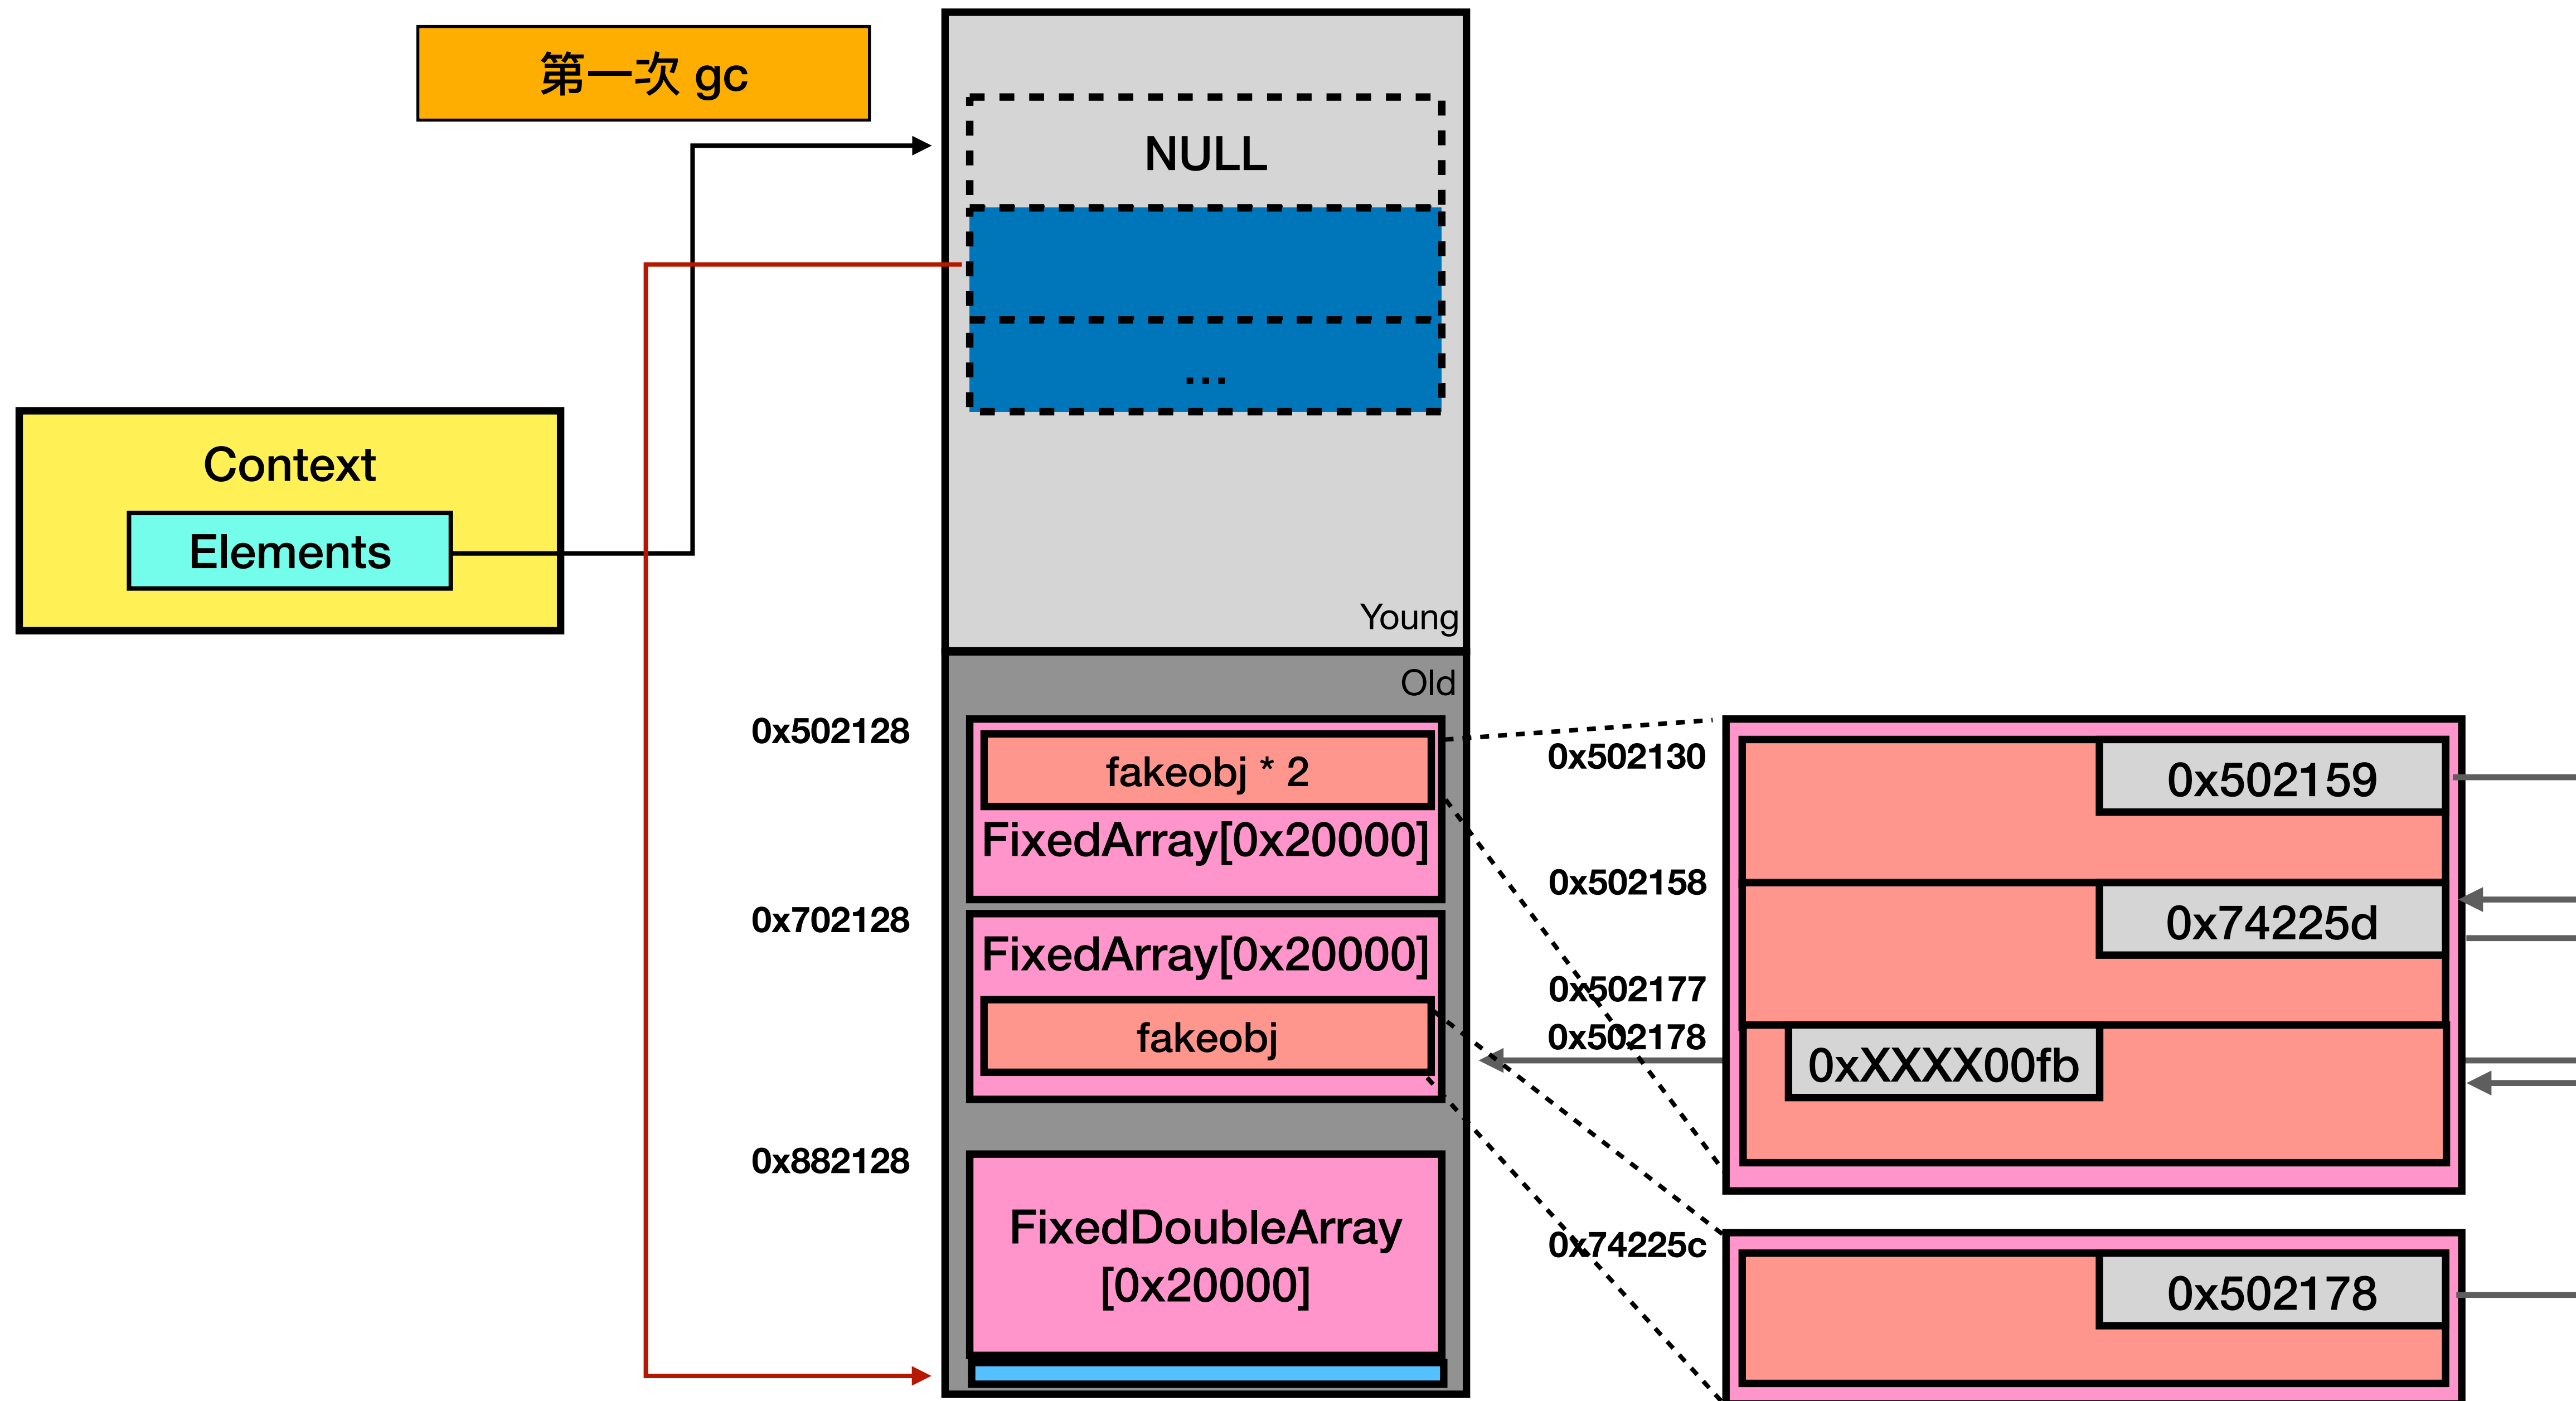 第一次 gc
NULL
...
Context
Elements
Young
Old
0x502128
fakeobj * 2
FixedArray[0x20000]
0x702128
FixedArray[0x20000]
fakeobj
0x882128
FixedDoubleArray
[0x20000]
0x502130
0x502159
0x502158
0x74225d
0x502177
0x502178
0xXXXX00fb
0x74225c
0x502178